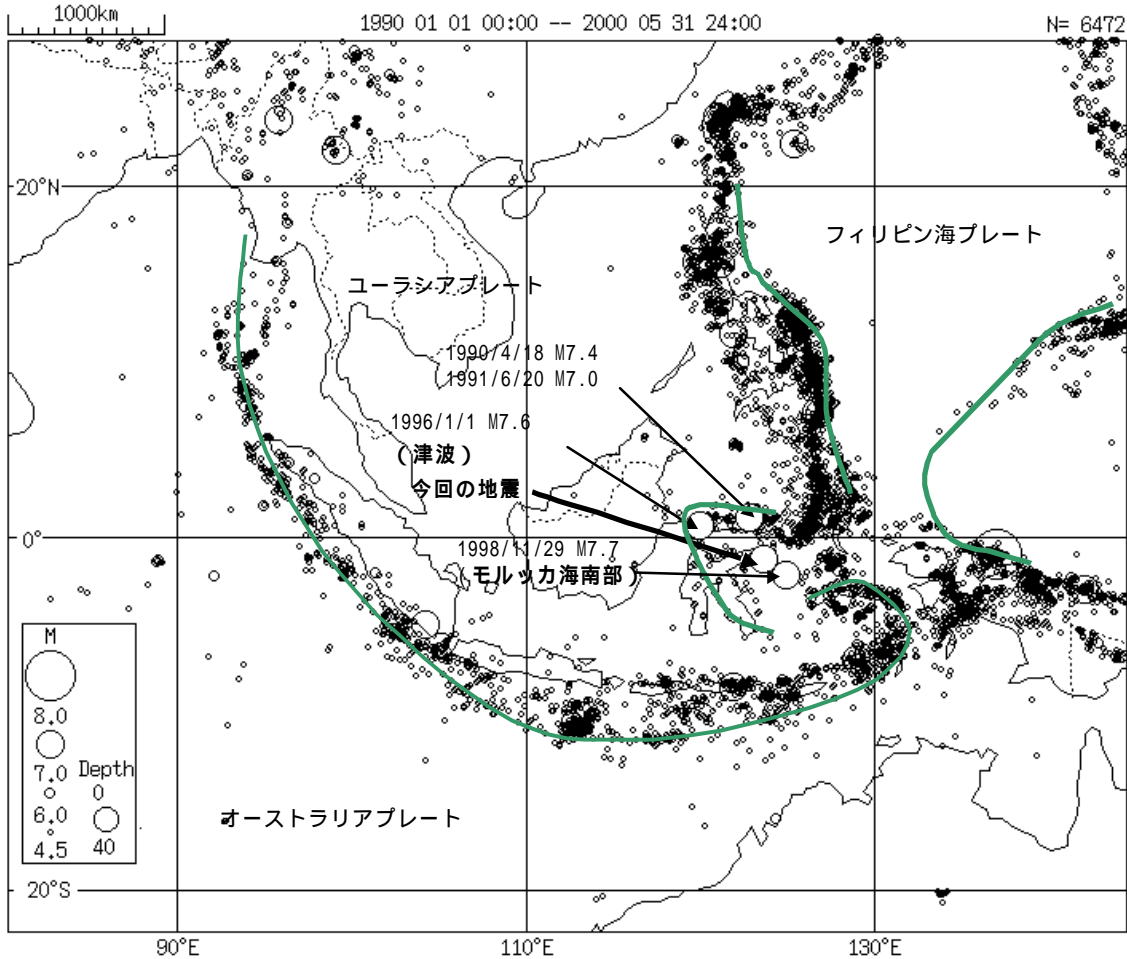 1000km
1990 01 01 00:00 -- 2000 05 31 24:00
N= 6472
20°N
フィリピン海プレート
ユーラシアプレート
1990/4/18 M7.4
1991/6/20 M7.0
1996/1/1 M7.6
(津波)
今回の地震
0°
1998/11/29 M7.7
(モルッカ海南部)
M
8.0
7.0
6.0
4.5
Depth
0
40
オーストラリアプレート
20°S
90°E
110°E
130°E